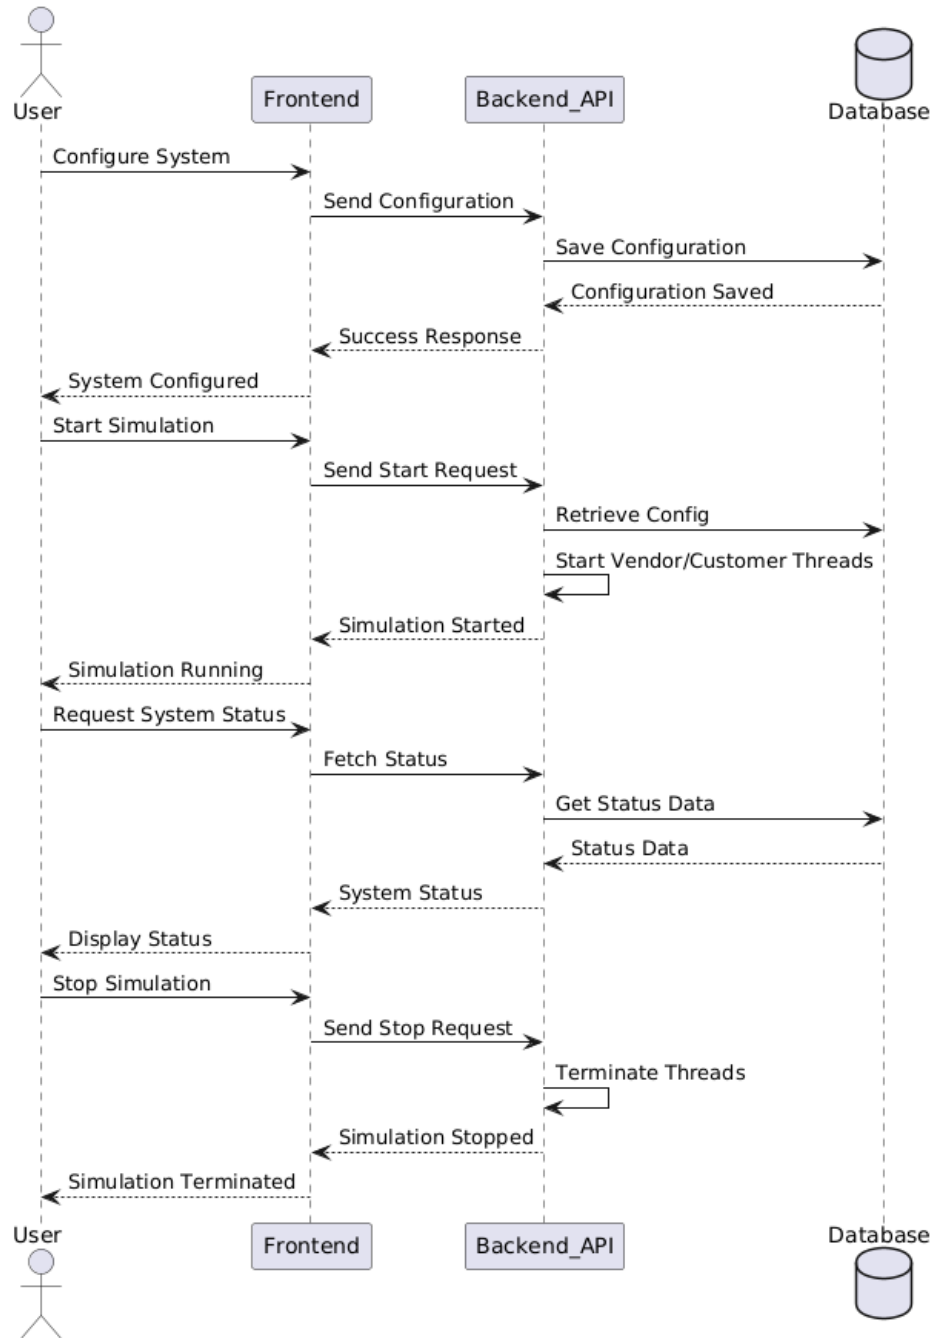 User
Frontend
Backend_API
Database
Configure System
Send Configuration
Save Configuration
Configuration Saved
Success Response
System Configured
Start Simulation
Send Start Request
Retrieve Config
Start Vendor/Customer Threads
Simulation Started
Simulation Running
Request System Status
Fetch Status
Get Status Data
Status Data
System Status
Display Status
Stop Simulation
Send Stop Request
Terminate Threads
Simulation Stopped
Simulation Terminated
User
Frontend
Backend_API
Database